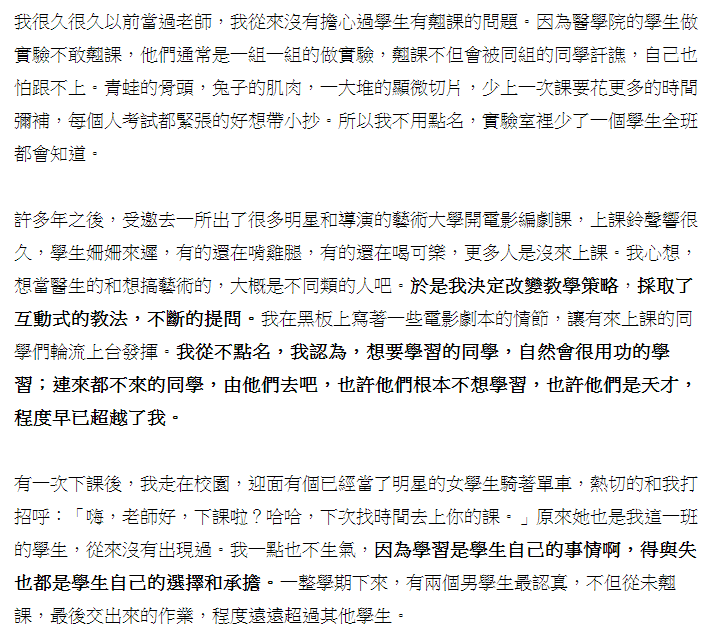 我很久很久以前當過老師，我從來沒有擔心過學生有翹課的問題。因為醫學院的學生做
實驗不敢翹課，他們通常是一組一組的做實驗，翹課不但會被同組的同學訐譙，自己也
怕跟不上。青蛙的骨頭，兔子的肌肉，一大堆的顯微切片，少上一次課要花更多的時間
彌補，每個人考試都緊張的好想帶小抄。所以我不用點名，實驗室裡少了一個學生全班
都會知道。
許多年之後，受邀去一所出了很多明星和導演的藝術大學開電影編劇課，上課鈴聲響很
久，學生姍姍來遲，有的還在啃雞腿，有的還在喝可樂，更多人是沒來上課。我心想，
想當醫生的和想搞藝術的，大概是不同類的人吧。於是我決定改變教學策略，採取了
互動式的教法，不斷的提問。我在黑板上寫著一些電影劇本的情節，讓有來上課的同
學們輪流上台發揮。我從不點名，我認為，想要學習的同學，自然會很用功的學
習；連來都不來的同學，由他們去吧，也許他們根本不想學習，也許他們是天才，
程度早已超越了我。
有一次下課後，我走在校園，迎面有個已經當了明星的女學生騎著單車，熱切的和我打
招呼：「嗨，老師好，下課啦？哈哈，下次找時間去上你的課。」原來她也是我這一班
的學生，從來沒有出現過。我一點也不生氣，因為學習是學生自己的事情啊，得與失
也都是學生自己的選擇和承擔。一整學期下來，有兩個男學生最認真，不但從未翹
課，最後交出來的作業，程度遠遠超過其他學生。